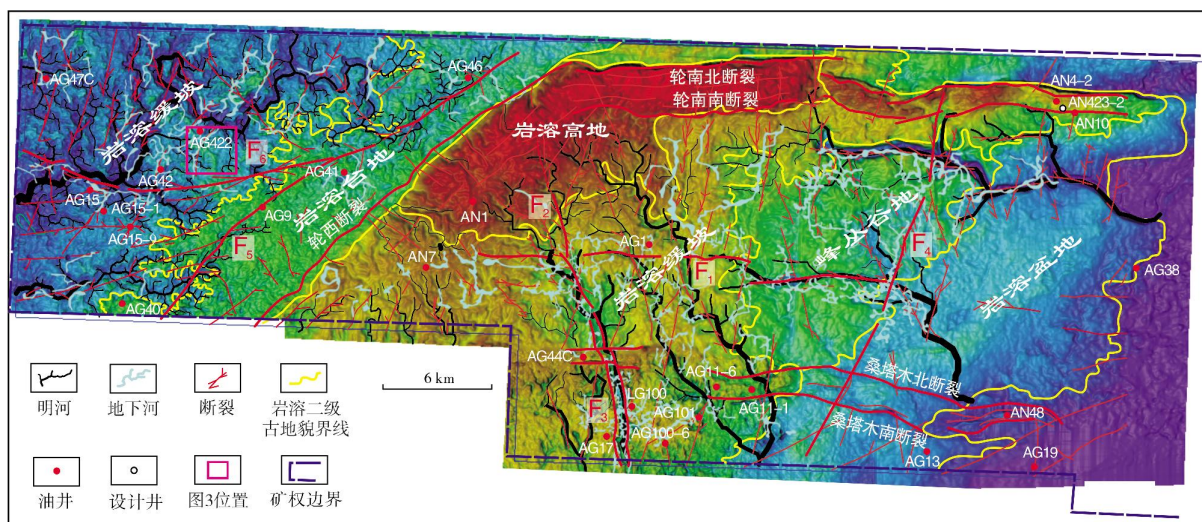 AG47C
AG46
岩溶缓坡
AG422
F6
AG42
AG15
AG15-1
AG15-9
AG9
AG41
岩溶台地
轮西断裂
F5
AG40
轮南北断裂
轮南南断裂
岩溶高地
AN4-2
AN423-2
AN10
AN1
F2
AN7
AG1
岩溶缓坡
F1
峰丛谷地
F4
岩溶盆地
AG38
AG44C
LG100
F3
AG101
AG100-6
AG17
AG11-6
AG11-1
桑塔木北断裂
桑塔木南断裂
AN48
AG13
AG19
6 km
明河
地下河
断裂
岩溶二级
古地貌界线
油井
设计井
图3位置
矿权边界